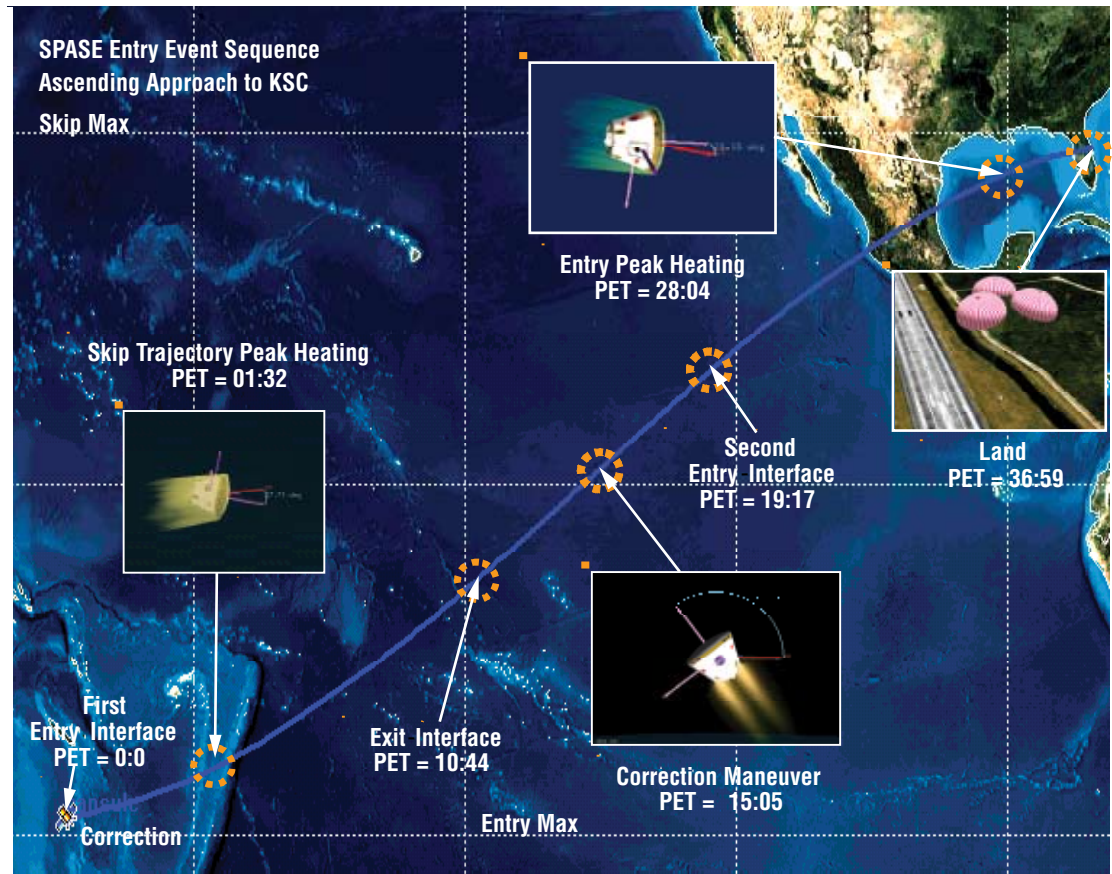 SPASE Entry Event Sequence
Ascending Approach to KSC
Skip Max
Entry Peak Heating
PET = 28:04
Skip Trajectory Peak Heating
PET = 01:32
Second
Entry Interface
PET = 19:17
Land
PET = 36:59
First
Entry Interface
PET = 0:0
Exit Interface
PET = 10:44
Correction Maneuver
PET = 15:05
Correction
Entry Max